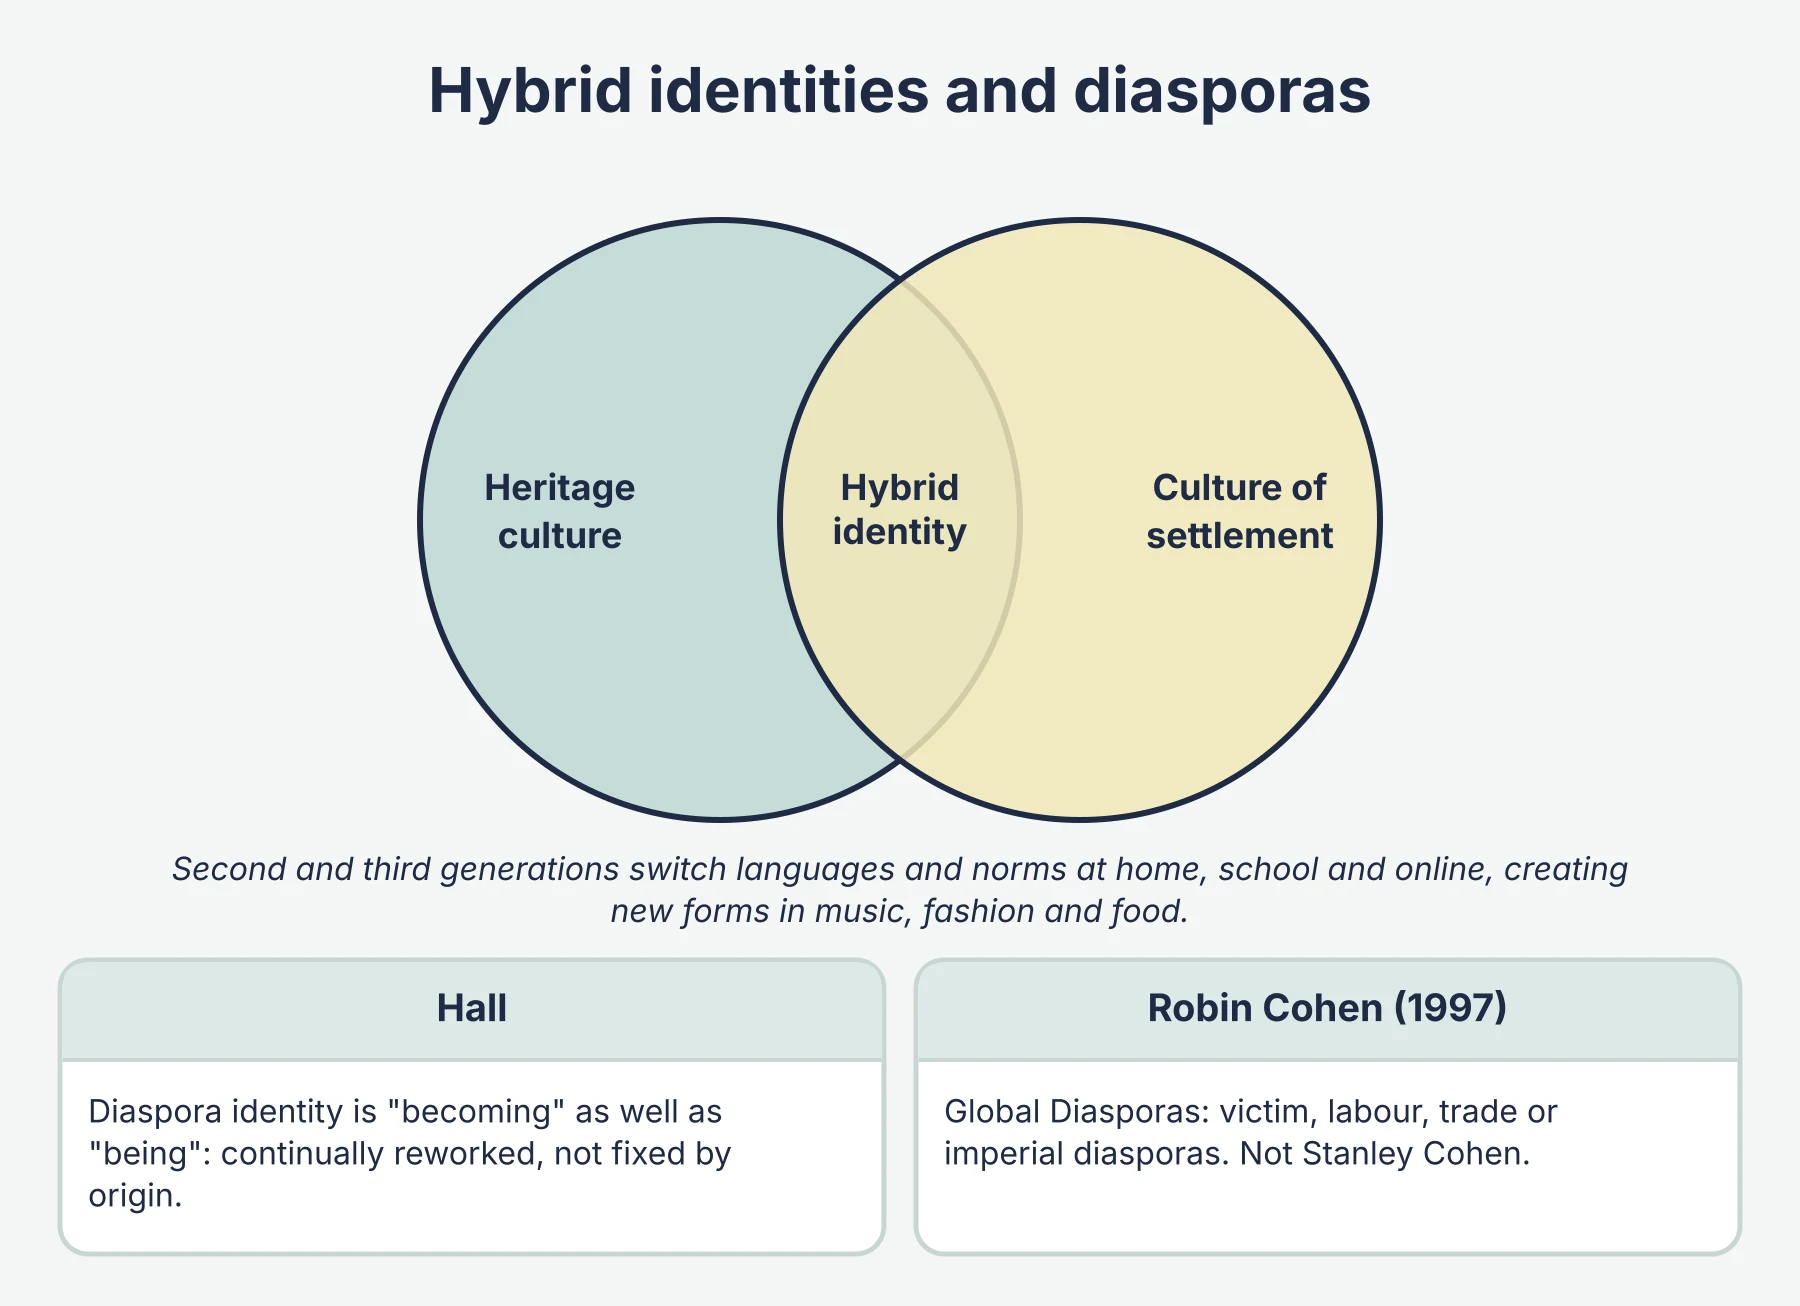 Hybrid identities and diasporas
Heritage
culture
Hybrid
identity
Culture of
settlement
Second and third generations switch languages and norms at home, school and online, creating
new forms in music, fashion and food.
Hall
Diaspora identity is "becoming" as well as
"being": continually reworked, not fixed by
origin.
Robin Cohen (1997)
Global Diasporas: victim, labour, trade or
imperial diasporas. Not Stanley Cohen.